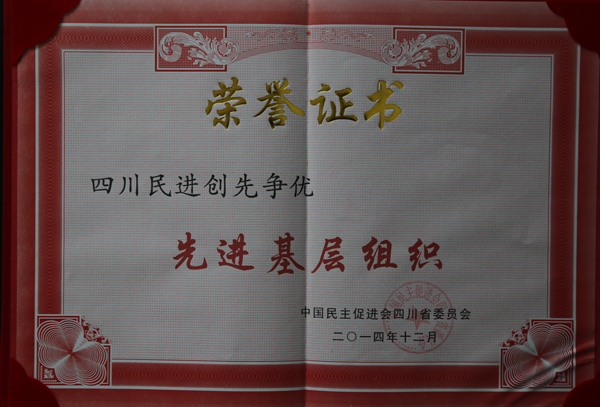 荣誉证书
四川民进创先争优
先进基层组织
中国民主促进会四川省委员会
二〇一四年十二月